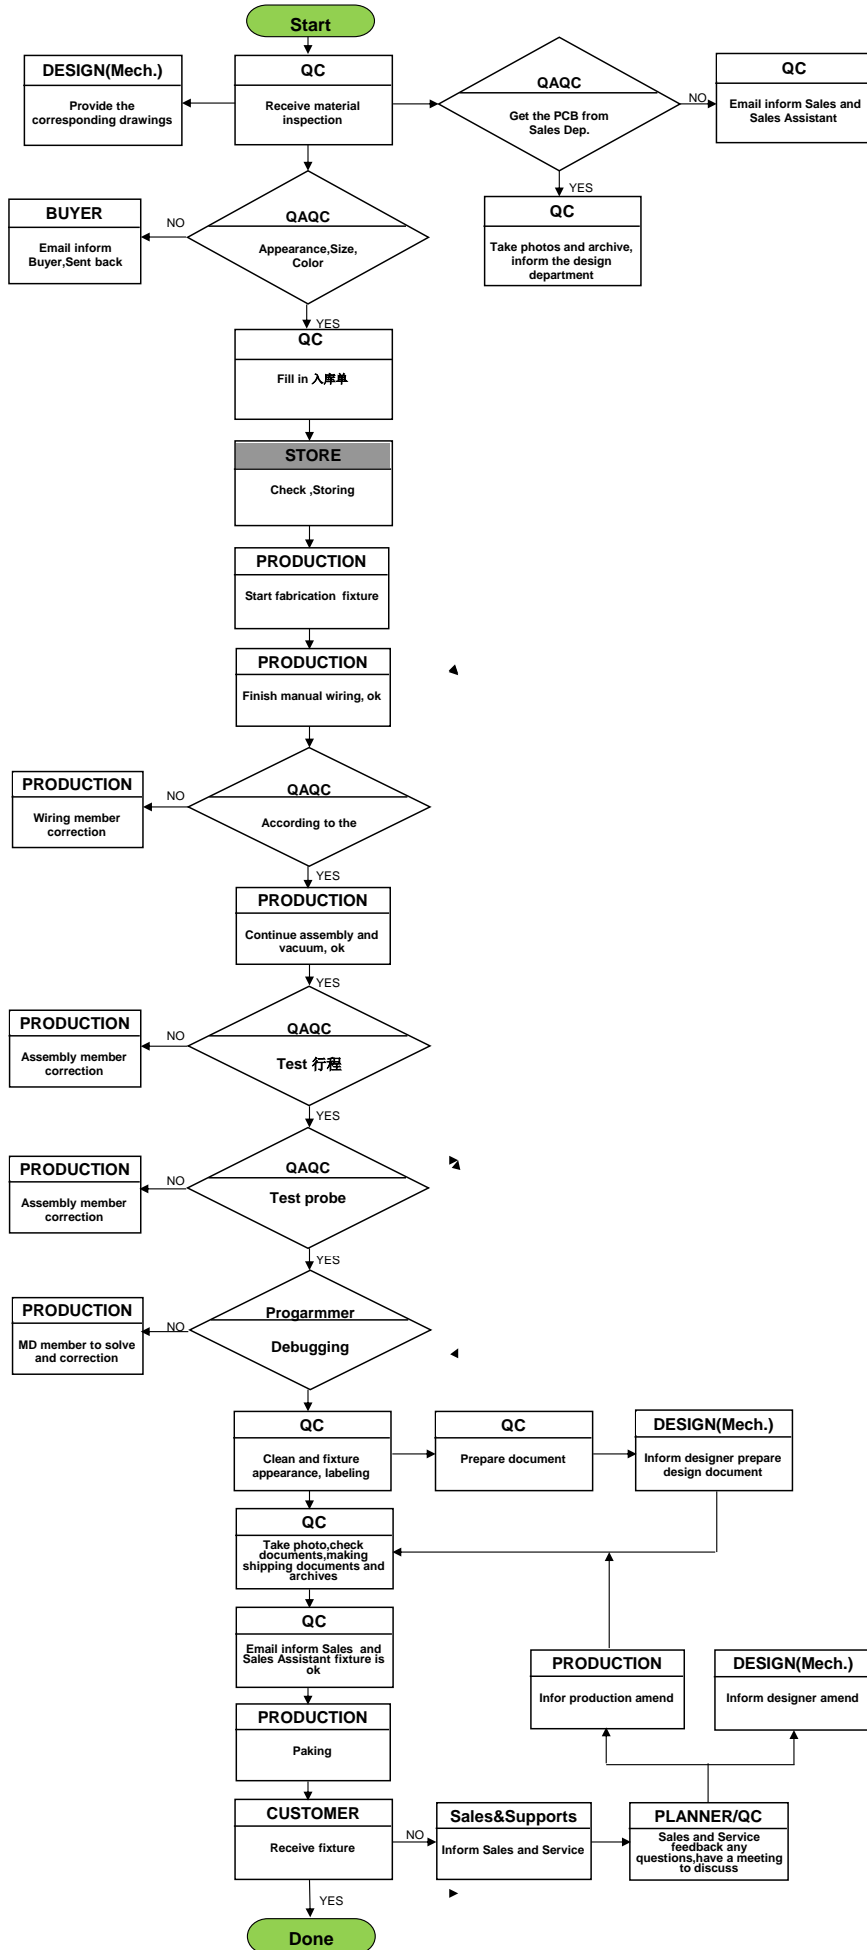 Start
DESIGN(Mech.)
Provide the
corresponding drawings
QC
Receive material
inspection
QAQC
Get the PCB from
Sales Dep.
NO
QC
Email inform Sales and
Sales Assistant
YES
QC
Take photos and archive,
inform the design
department
BUYER
Email inform
Buyer,Sent back
NO
QAQC
Appearance,Size,
Color
YES
QC
Fill in 入库单
STORE
Check ,Storing
PRODUCTION
Start fabrication fixture
PRODUCTION
Finish manual wiring, ok
PRODUCTION
Wiring member
correction
NO
QAQC
According to the
YES
PRODUCTION
Continue assembly and
vacuum, ok
YES
PRODUCTION
Assembly member
correction
NO
QAQC
Test 行程
YES
PRODUCTION
Assembly member
correction
NO
QAQC
Test probe
YES
PRODUCTION
MD member to solve
and correction
NO
Progarmmer
Debugging
QC
Clean and fixture
appearance, labeling
QC
Prepare document
DESIGN(Mech.)
Inform designer prepare
design document
QC
Take photo,check
documents,making
shipping documents and
archives
QC
Email inform Sales and
Sales Assistant fixture is
ok
PRODUCTION
Infor production amend
DESIGN(Mech.)
Inform designer amend
PRODUCTION
Paking
CUSTOMER
Receive fixture
NO
Sales&Supports
Inform Sales and Service
PLANNER/QC
Sales and Service
feedback any
questions,have a meeting
to discuss
YES
Done